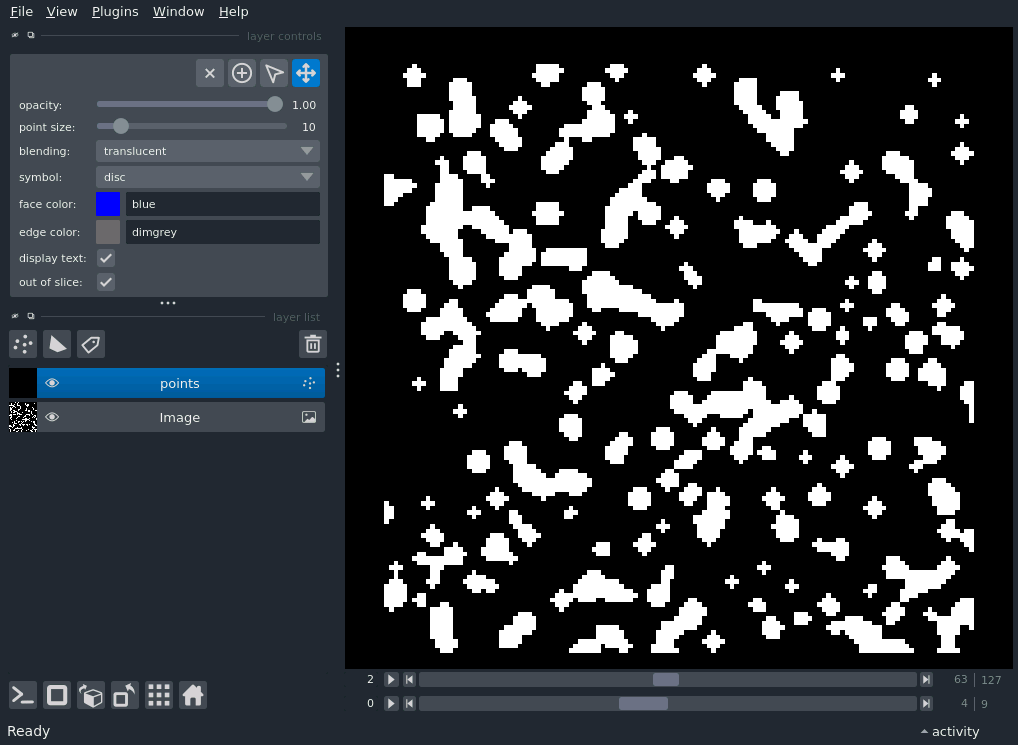 File View Plugins Window Help
layer controls
opacity: 1.00
point size: 10
blending: translucent
symbol: disc
face color: blue
edge color: dimgrey
display text:
out of slice:
layer list
points
Image
2 63 127
0 4 9
Ready activity